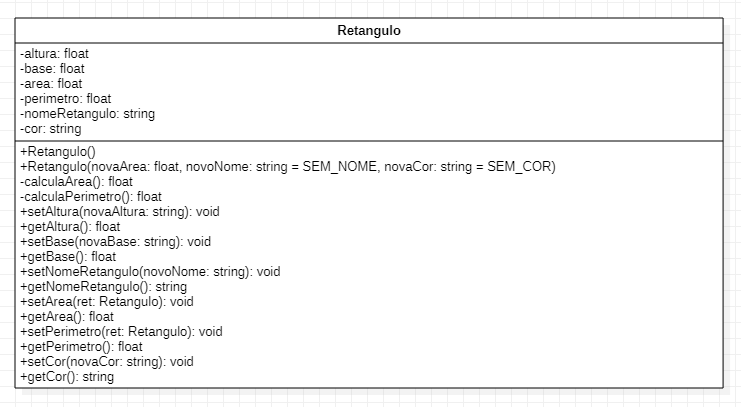 Retangulo
-altura: float
-base: float
-area: float
-perimetro: float
-nomeRetangulo: string
-cor: string
+Retangulo()
+Retangulo(novaArea: float, novoNome: string = SEM_NOME, novaCor: string = SEM_COR)
-calculaArea(): float
-calculaPerimetro(): float
+setAltura(novaAltura: string): void
+getAltura(): float
+setBase(novaBase: string): void
+getBase(): float
+setNomeRetangulo(novoNome: string): void
+getNomeRetangulo(): string
+setArea(ret: Retangulo): void
+getArea(): float
+setPerimetro(ret: Retangulo): void
+getPerimetro(): float
+setCor(novaCor: string): void
+getCor(): string